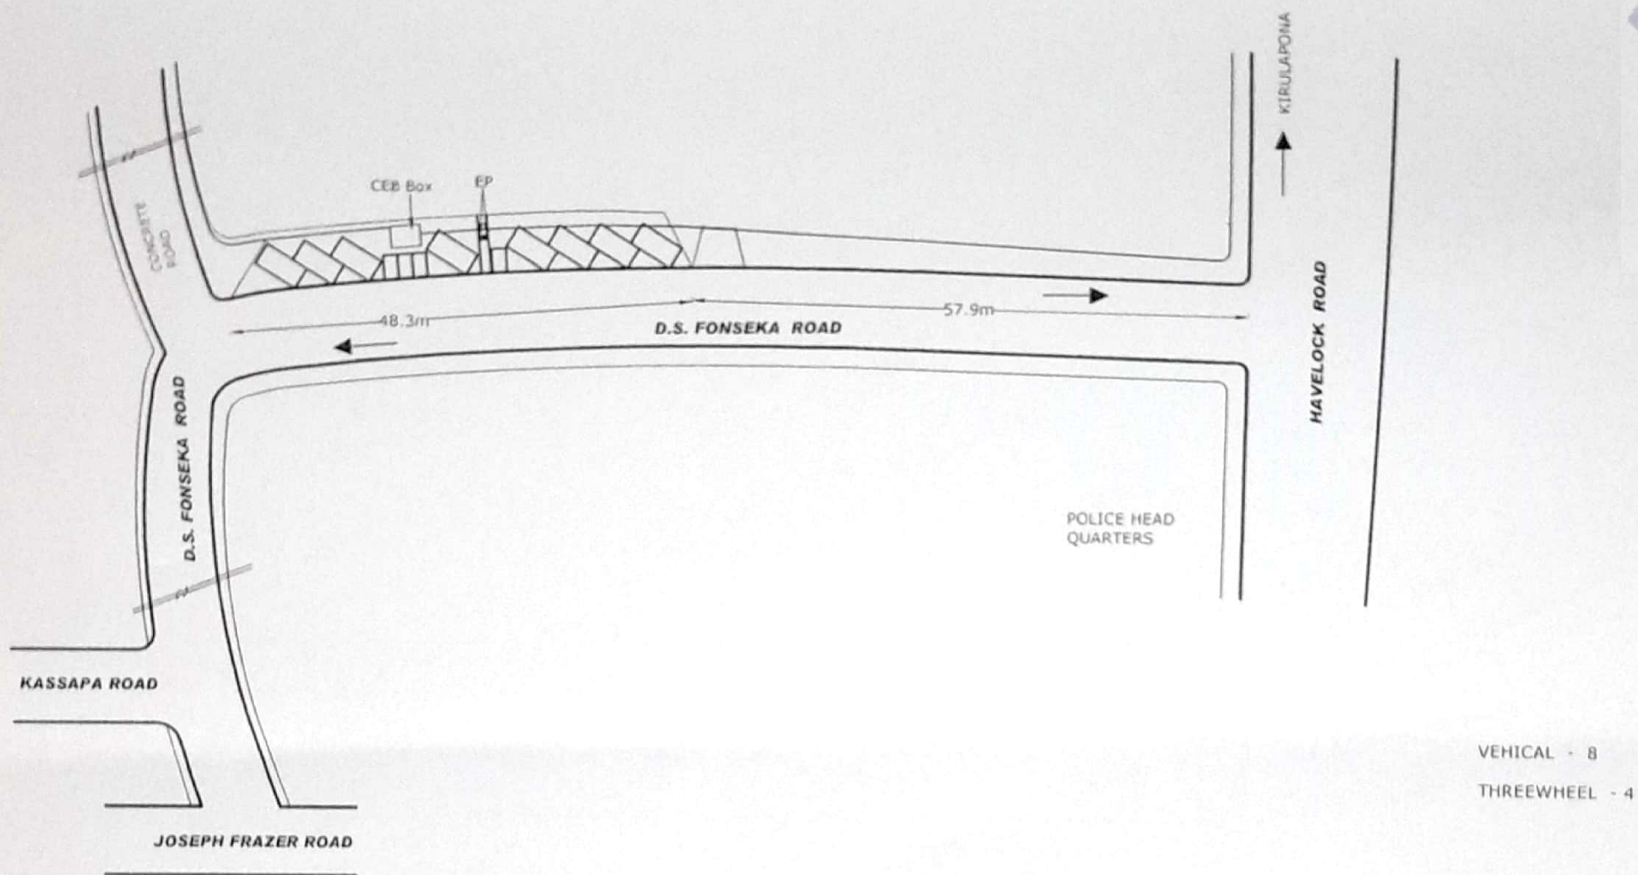 KIRULAPONA
CEB Box
EP
CONCRETE
ROAD
48.3m
57.9m
D.S. FONSEKA ROAD
HAVELOCK ROAD
D.S. FONSEKA ROAD
POLICE HEAD
QUARTERS
KASSAPA ROAD
VEHICAL - 8
THREEWHEEL - 4
JOSEPH FRAZER ROAD